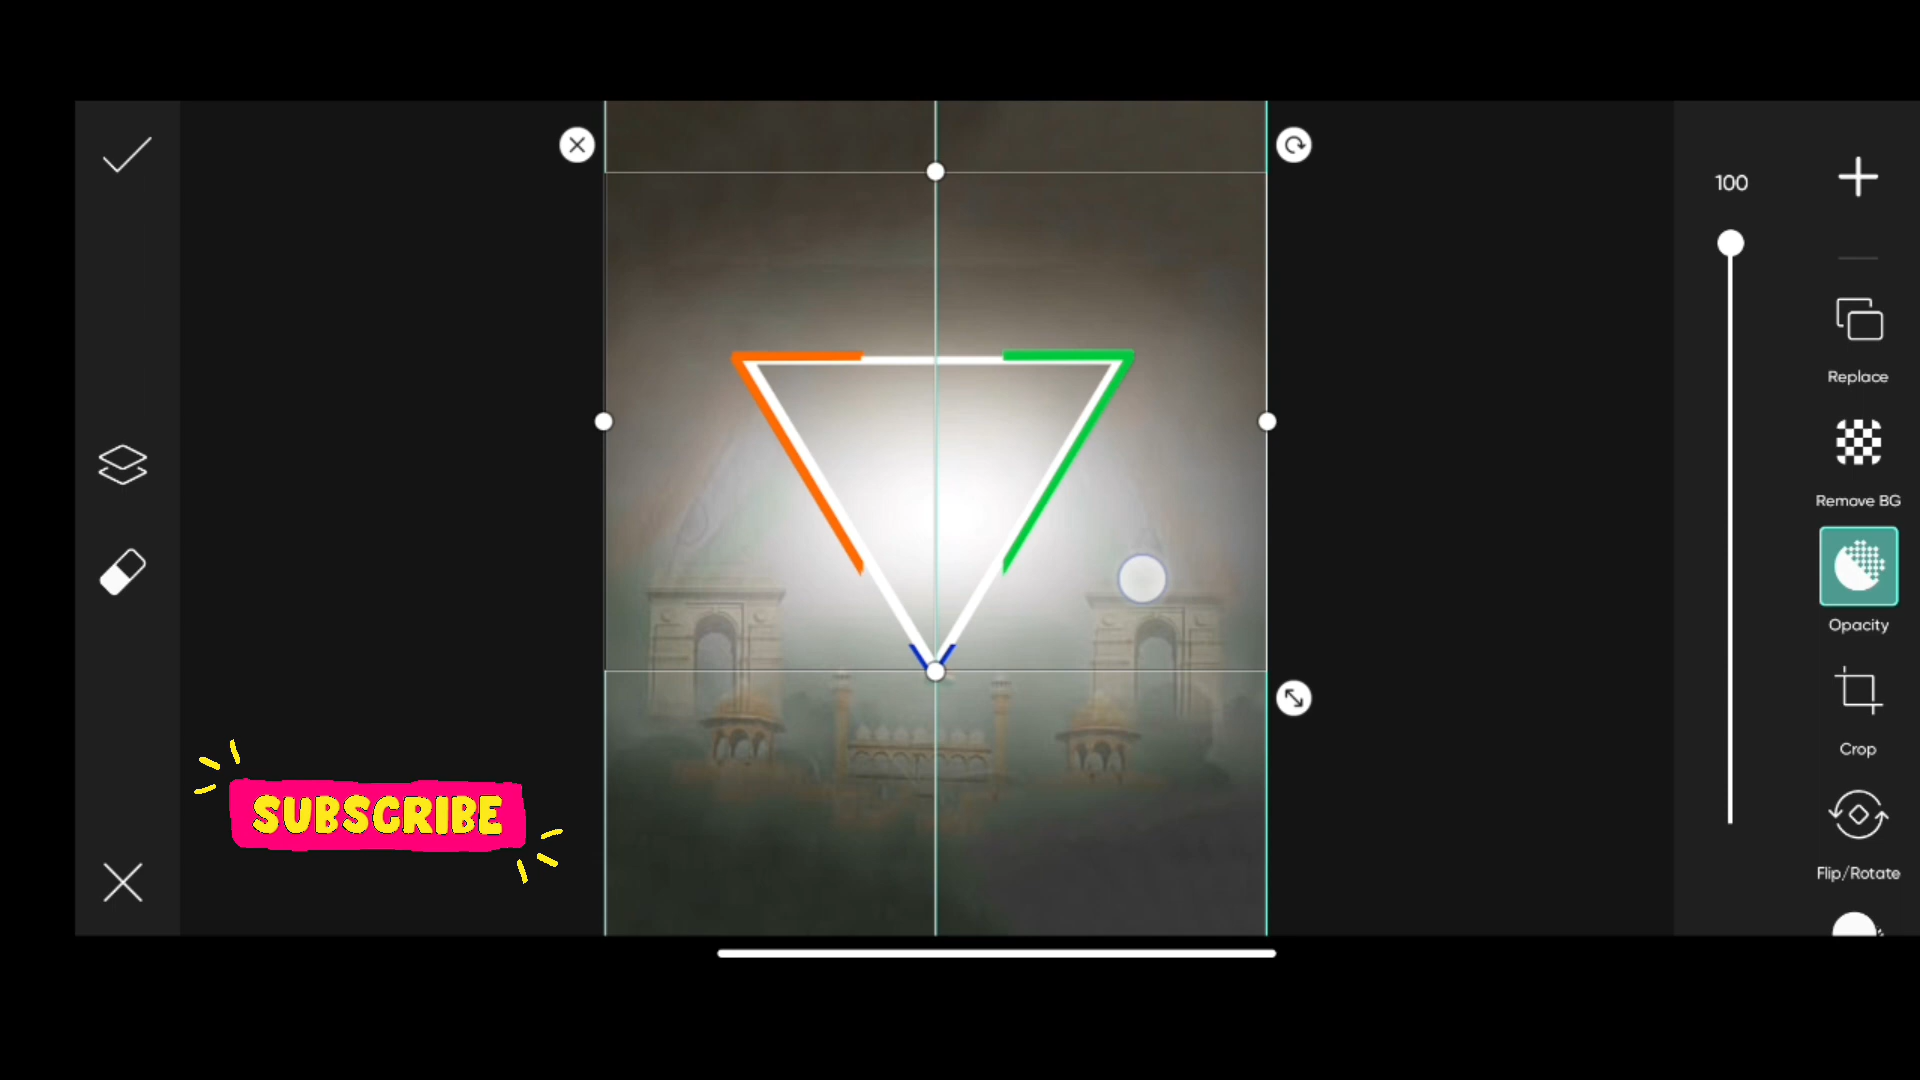 100
Replace
Remove BG
Opacity
Crop
Flip/Rotate
SUBSCRIBE